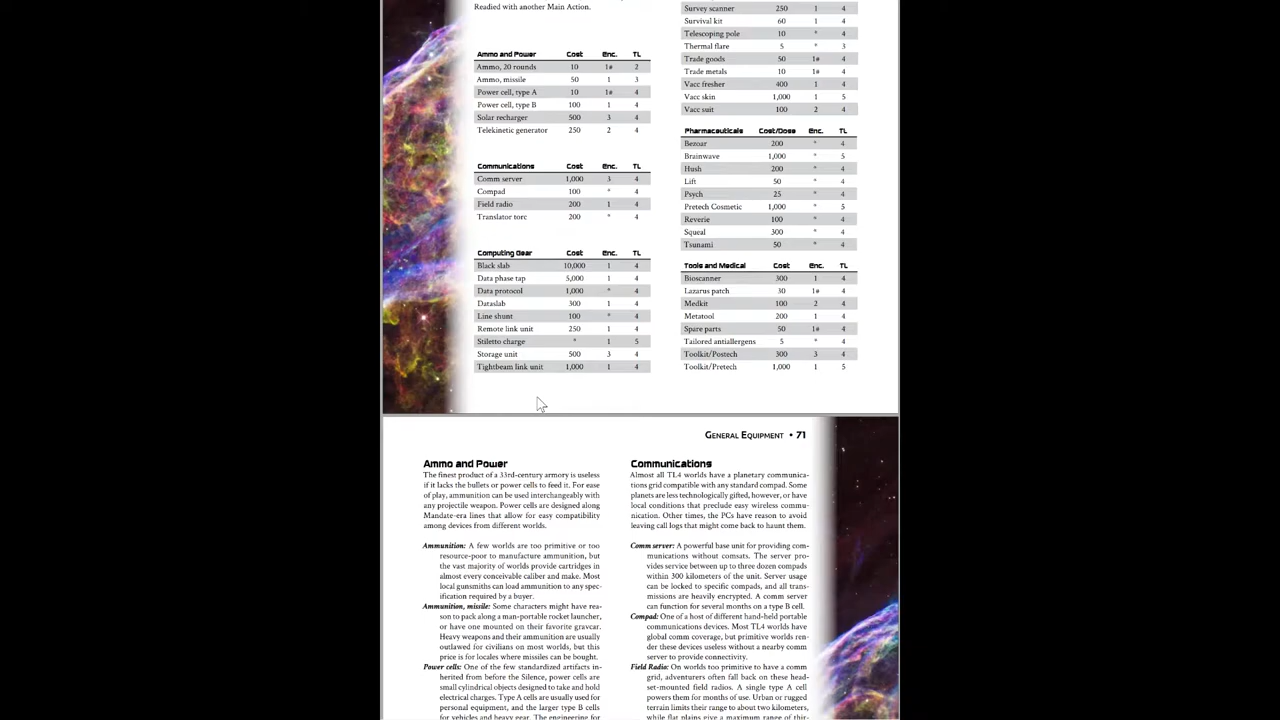 Readied with another Main Action.
Ammo and Power Cost Enc. TL
Ammo, 20 rounds 10 1# 2
Ammo, missile 50 1 3
Power cell, type A 10 1# 4
Power cell, type B 100 1 4
Solar recharger 500 3 4
Telekinetic generator 250 2 4
Communications Cost Enc. TL
Comm server 1,000 3 4
Compad 100 * 4
Field radio 200 1 4
Translator torc 200 * 4
Computing Gear Cost Enc. TL
Black slab 10,000 1 4
Data phase tap 5,000 1 4
Data protocol 1,000 * 4
Dataslab 300 1 4
Line shunt 100 * 4
Remote link unit 250 1 4
Stiletto charge * 1 5
Storage unit 500 3 4
Tightbeam link unit 1,000 1 4
Survey scanner 250 1 4
Survival kit 60 1 4
Telescoping pole 10 * 4
Thermal flare 5 * 3
Trade goods 50 1# 4
Trade metals 10 1# 4
Vacc fresher 400 1 4
Vacc skin 1,000 1 5
Vacc suit 100 2 4
Pharmaceuticals Cost/Dose Enc. TL
Bezoar 200 * 4
Brainwave 1,000 * 5
Hush 200 * 4
Lift 50 * 4
Psych 25 * 4
Pretech Cosmetic 1,000 * 5
Reverie 100 * 4
Squeal 300 * 4
Tsunami 50 * 4
Tools and Medical Cost Enc. TL
Bioscanner 300 1 4
Lazarus patch 30 1# 4
Medkit 100 2 4
Metatool 200 1 4
Spare parts 50 1# 4
Tailored antiallergens 5 * 4
Toolkit/Postech 300 3 4
Toolkit/Pretech 1,000 1 5
General Equipment • 71
Ammo and Power
The finest product of a 33rd-century armory is useless
if it lacks the bullets or power cells to feed it. For ease
of play, ammunition can be used interchangeably with
any projectile weapon. Power cells are designed along
Mandate-era lines that allow for easy compatibility
among devices from different worlds.
Ammunition: A few worlds are too primitive or too
resource-poor to manufacture ammunition, but
the vast majority of worlds provide cartridges in
almost every conceivable caliber and make. Most
local gunsmiths can load ammunition to any spec-
ification required by a buyer.
Ammunition, missile: Some characters might have rea-
son to pack along a man-portable rocket launcher,
or have one mounted on their favorite gravcar.
Heavy weapons and their ammunition are usually
outlawed for civilians on most worlds, but this
price is for locales where missiles can be bought.
Power cells: One of the few standardized artifacts in-
herited from before the Silence, power cells are
small cylindrical objects designed to take and hold
electrical charges. Type A cells are usually used for
personal equipment, and the larger type B cells
for vehicles and heavy gear. The engineering for
Communications
Almost all TL4 worlds have a planetary communica-
tions grid compatible with any standard compad. Some
planets are less technologically gifted, however, or have
local conditions that preclude easy wireless commu-
nication. Other times, the PCs have reason to avoid
leaving call logs that might come back to haunt them.
Comm server: A powerful base unit for providing com-
munications without comsats. The server pro-
vides service between up to three dozen compads
within 300 kilometers of the unit. Server usage
can be locked to specific compads, and all trans-
missions are heavily encrypted. A comm server
can function for several months on a type B cell.
Compad: One of a host of different hand-held portable
communications devices. Most TL4 worlds have
global comm coverage, but primitive worlds ren-
der these devices useless without a nearby comm
server to provide connectivity.
Field Radio: On worlds too primitive to have a comm
grid, adventurers often fall back on these head-
set-mounted field radios. A single type A cell
powers them for months of use. Urban or rugged
terrain limits their range to about two kilometers,
while flat plains give a maximum range of thir-